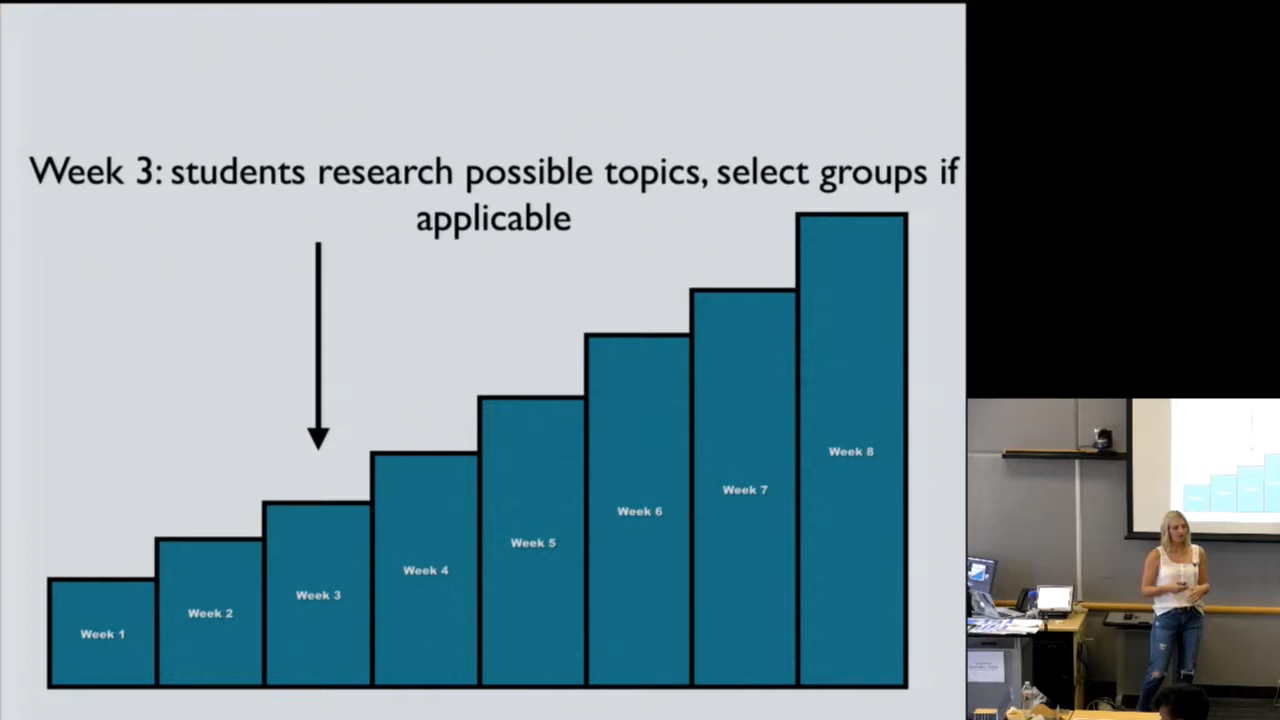 Week 3: students research possible topics, select groups if
applicable
Week 1
Week 2
Week 3
Week 4
Week 5
Week 6
Week 7
Week 8